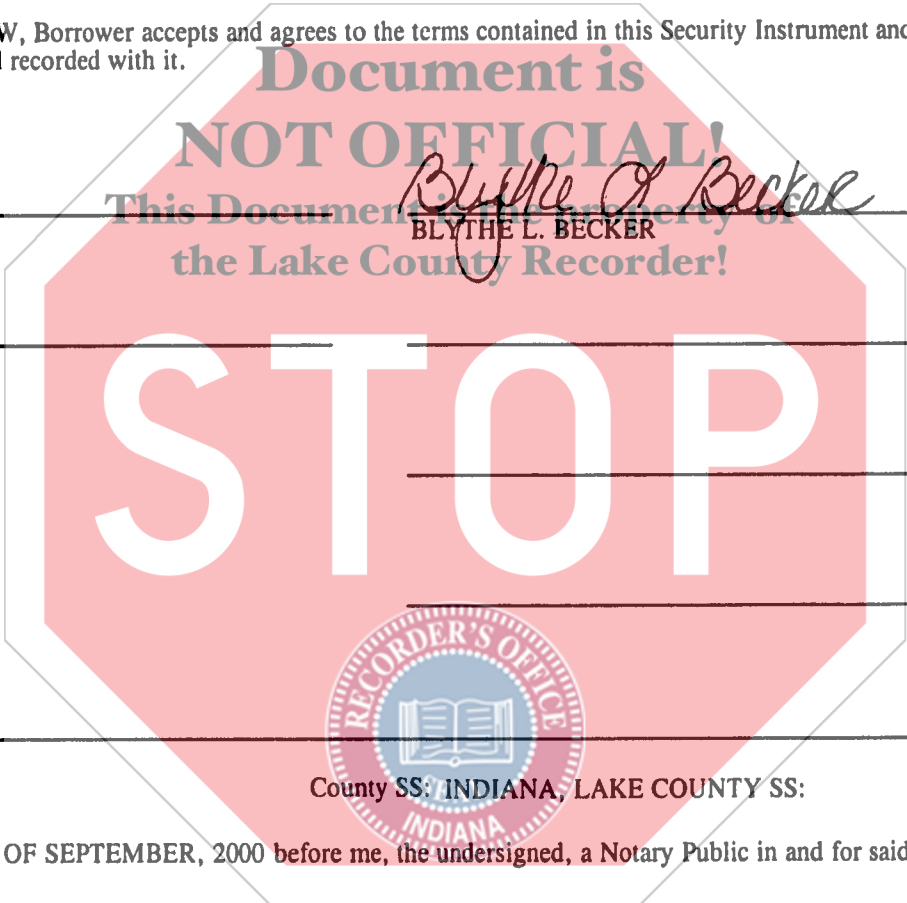 W, Borrower accepts and agrees to the terms contained in this Security Instrument and
recorded with it.
Document is
NOT OFFICIAL!
Blythe L Becker
This Document is the property of
BLYTHE L. BECKER
the Lake County Recorder!
STOP
RECORDER'S OFFICE
County SS: INDIANA, LAKE COUNTY SS:
INDIANA
OF SEPTEMBER, 2000 before me, the undersigned, a Notary Public in and for said